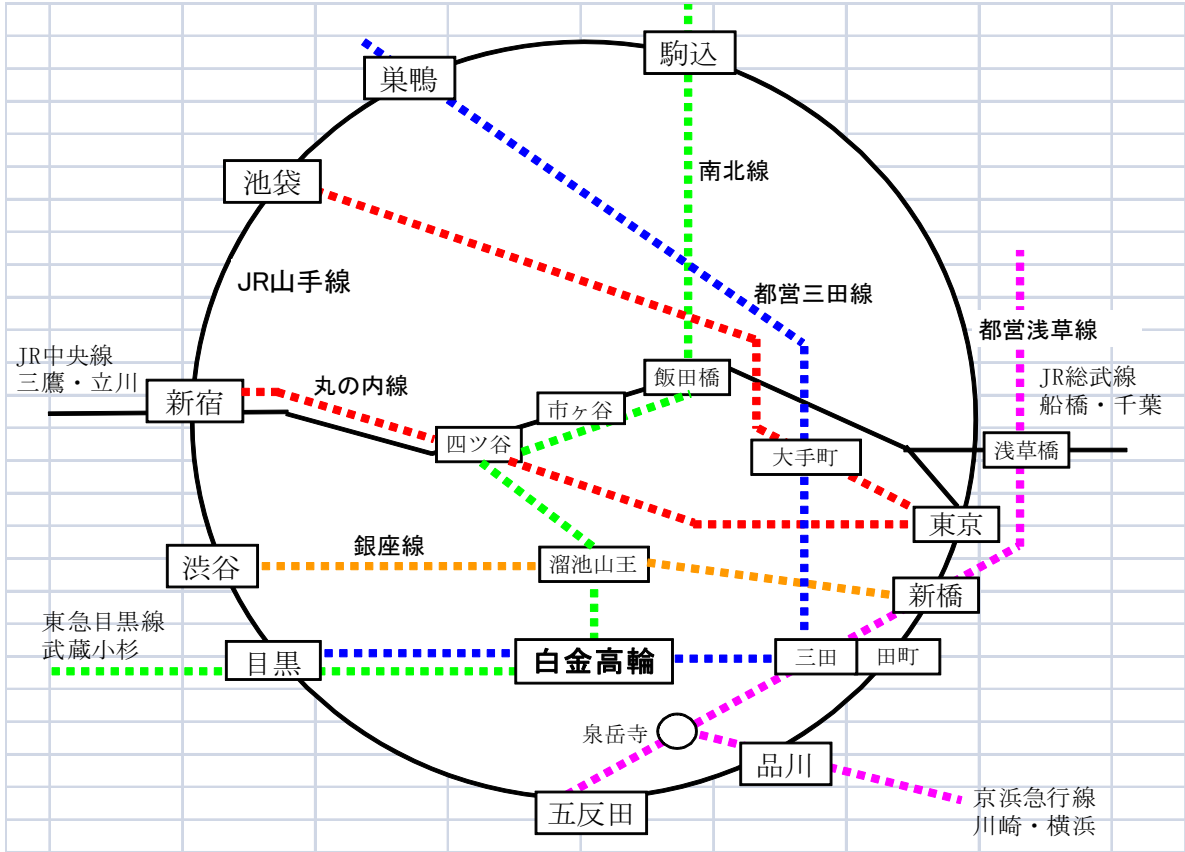 駒込
巣鴨
池袋
南北線
JR山手線
都営三田線
都営浅草線
JR中央線
三鷹・立川
丸の内線
新宿
飯田橋
市ヶ谷
四ツ谷
JR総武線
船橋・千葉
大手町
浅草橋
東京
銀座線
渋谷
溜池山王
新橋
東急目黒線
武蔵小杉
目黒
白金高輪
三田
田町
泉岳寺
品川
五反田
京浜急行線
川崎・横浜